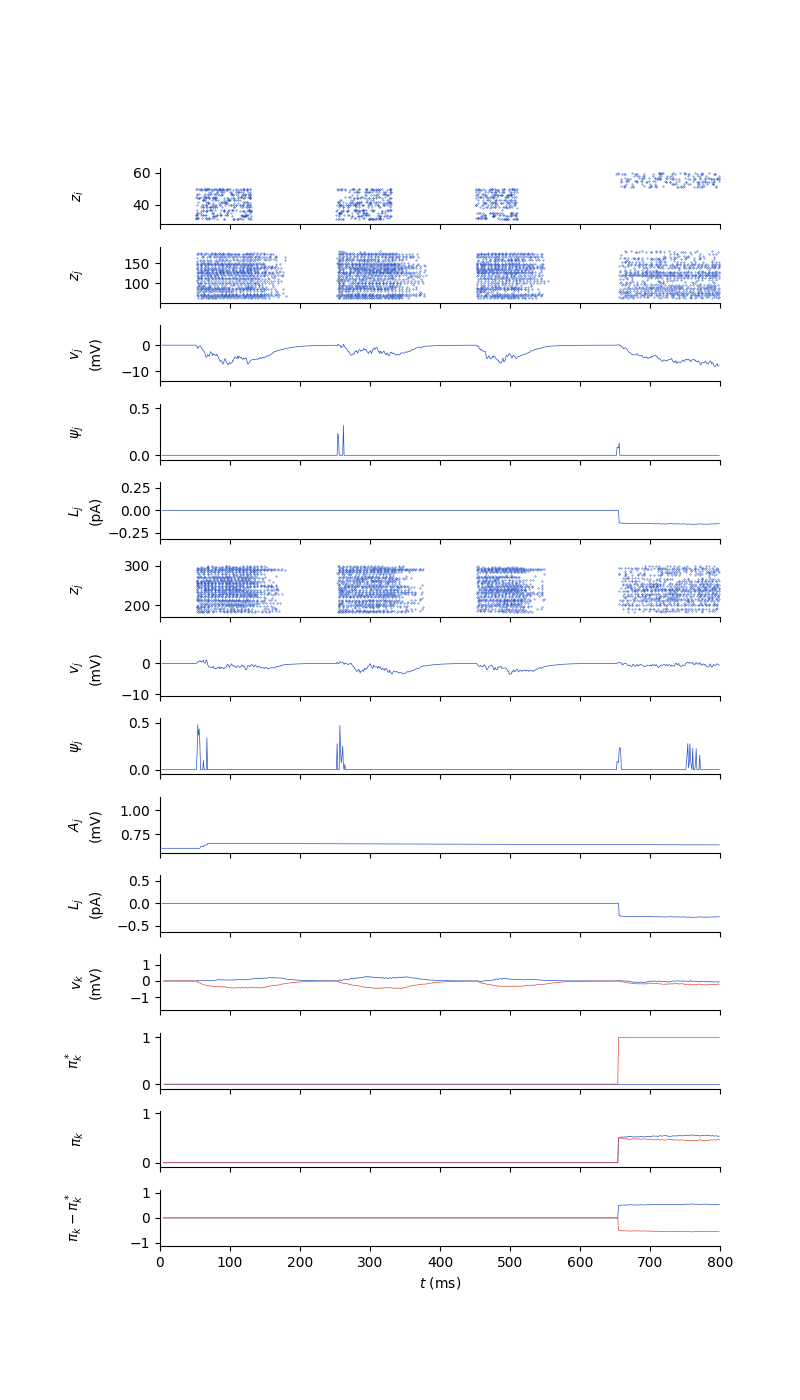 60
40
z_i
150
100
z_j
0
−10
v_j
(mV)
0.5
0.0
ψ_j
0.25
0.00
−0.25
L_j
(pA)
300
200
z_j
0
−10
v_j
(mV)
0.5
0.0
ψ_j
1.00
0.75
A_j
(mV)
0.5
0.0
−0.5
L_j
(pA)
1
0
−1
v_k
(mV)
1
0
π_k^*
1
0
π_k
1
0
−1
π_k − π_k^*
0 100 200 300 400 500 600 700 800
t (ms)